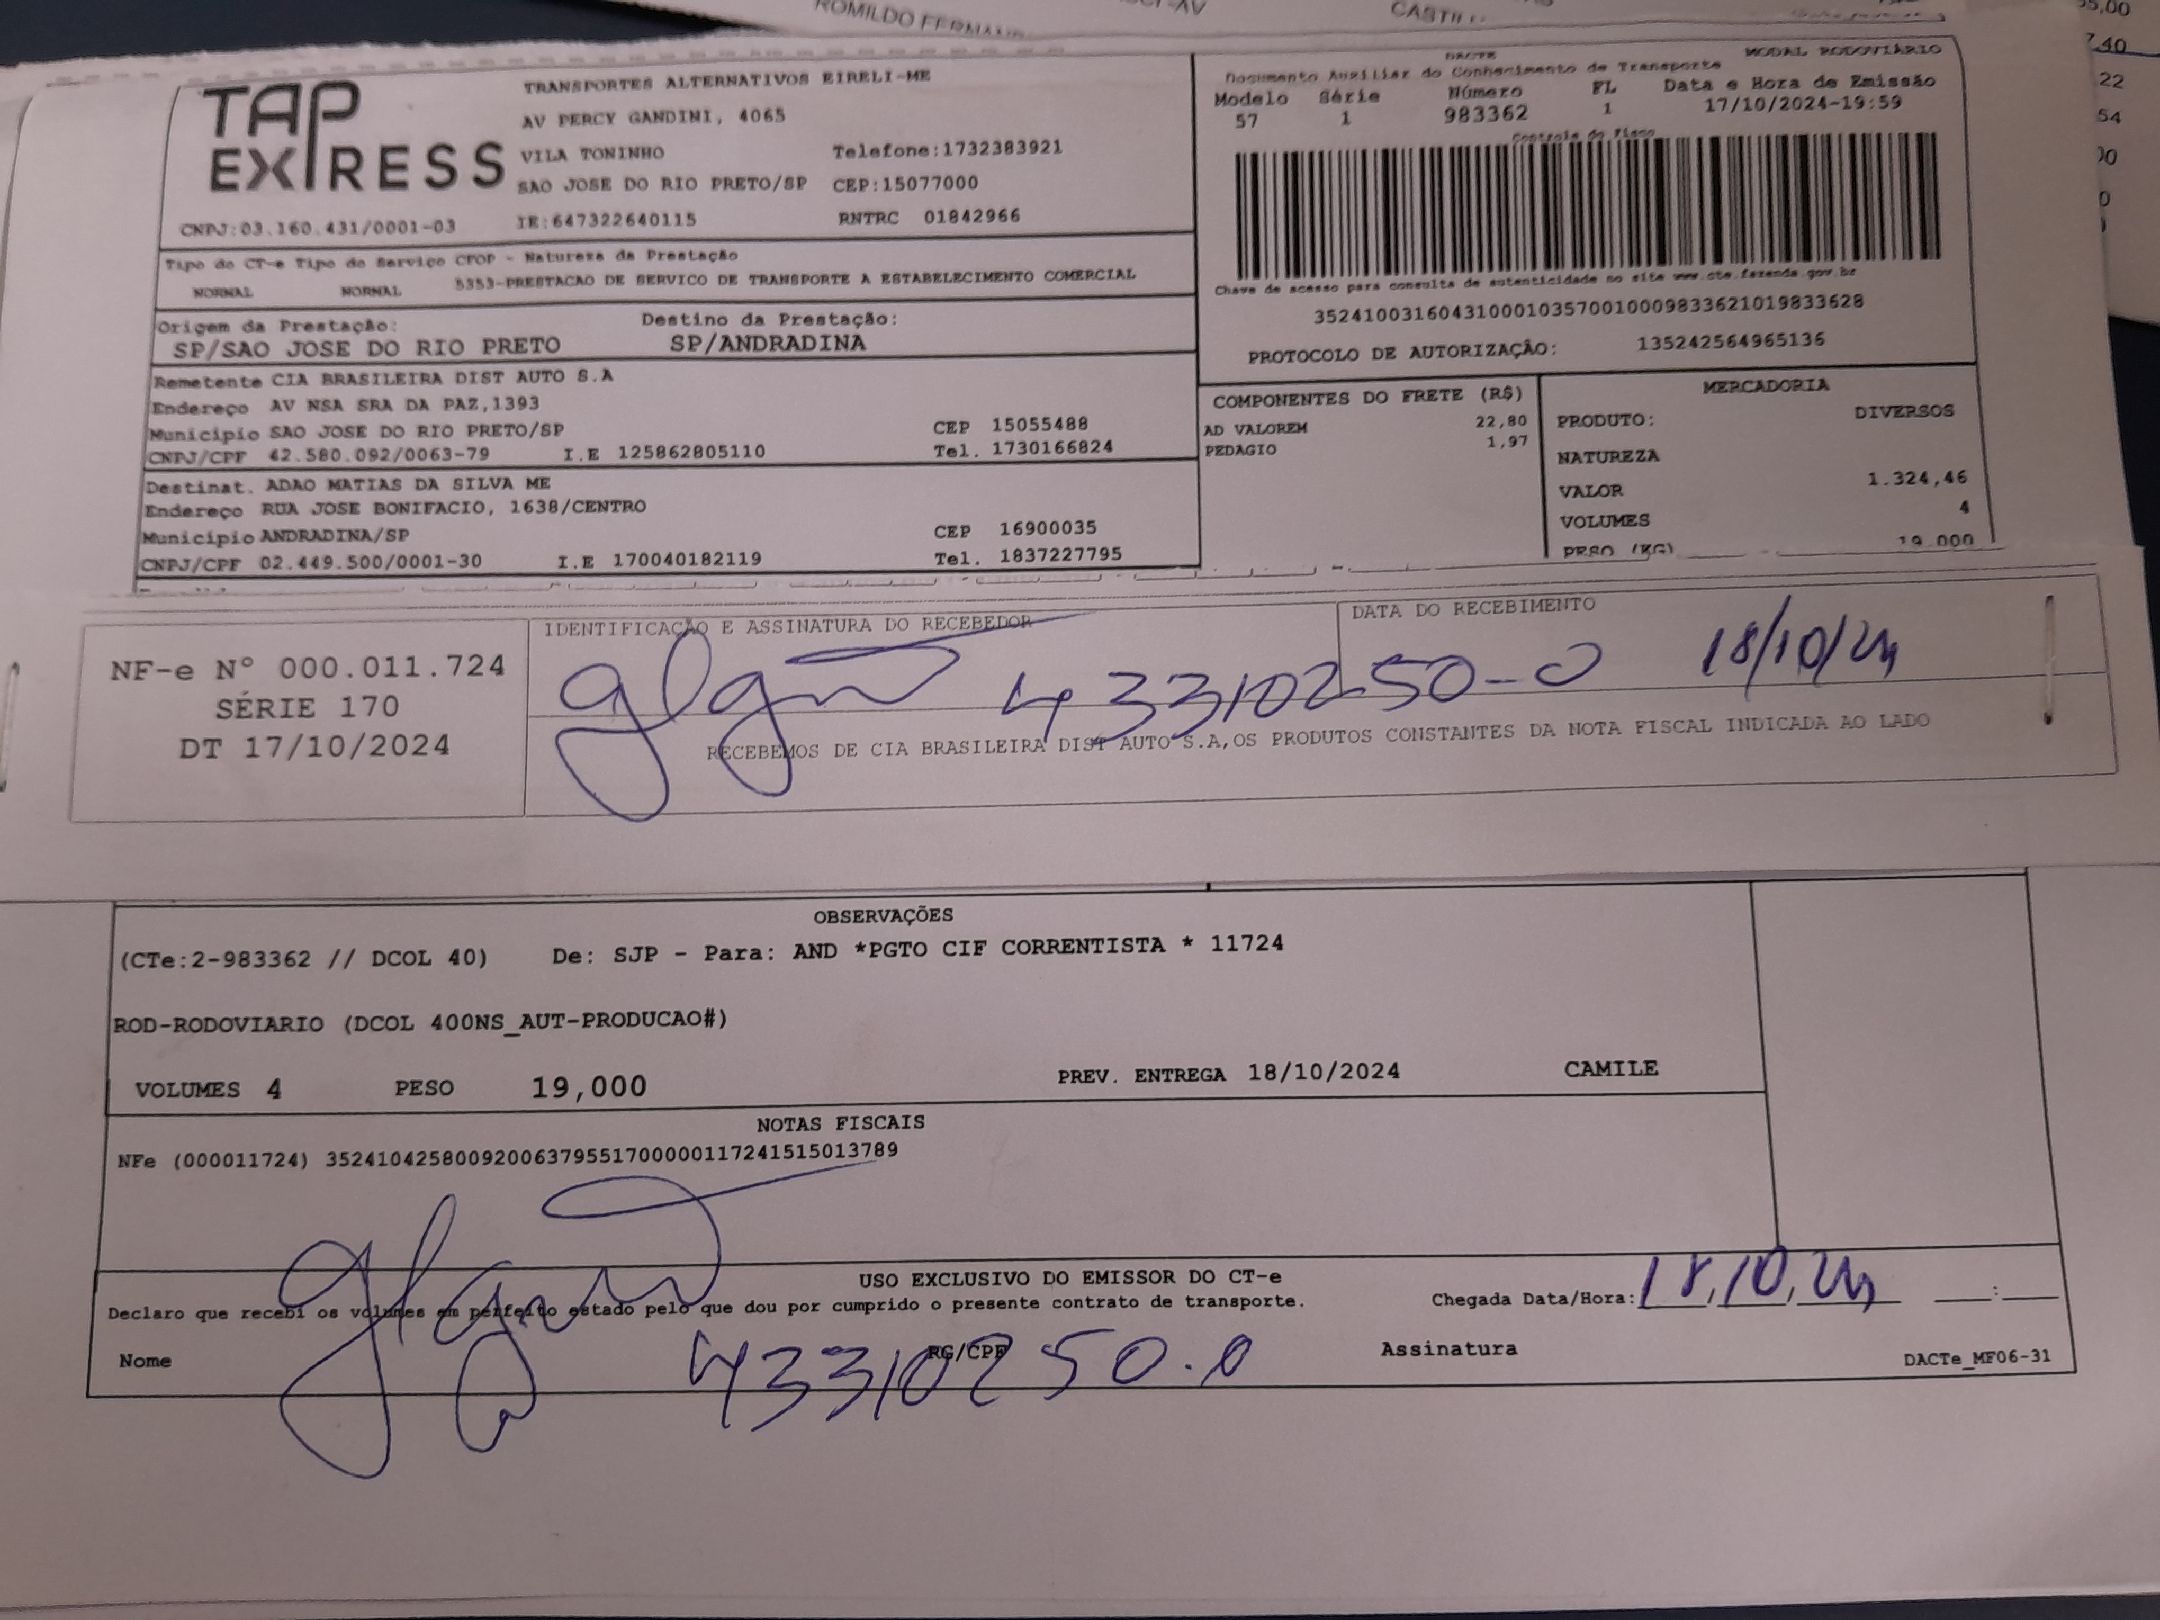 ROMILDO
TAP EXPRESS
TRANSPORTES ALTERNATIVOS EIRELI-ME
AV PERCY GANDINI, 4065
VILA TONINHO Telefone:1732383921
SAO JOSE DO RIO PRETO/SP CEP:15077000
CNPJ:03.160.431/0001-03 IE:647322640115 RNTRC 01842966
DACTE MODAL RODOVIÁRIO
Documento Auxiliar do Conhecimento de Transporte
Modelo Série Número FL Data e Hora de Emissão
57 1 983362 1 17/10/2024-19:59
Controle do Fisco
Chave de acesso para consulta de autenticidade no site www.cte.fazenda.gov.br
35241003160431000103570010009833621019833628
PROTOCOLO DE AUTORIZAÇÃO: 135242564965136
Tipo do CT-e Tipo do Serviço CFOP - Natureza da Prestação
NORMAL NORMAL 5353-PRESTACAO DE SERVICO DE TRANSPORTE A ESTABELECIMENTO COMERCIAL
Origem da Prestação: Destino da Prestação:
SP/SAO JOSE DO RIO PRETO SP/ANDRADINA
Remetente CIA BRASILEIRA DIST AUTO S.A
Endereço AV NSA SRA DA PAZ,1393
Município SAO JOSE DO RIO PRETO/SP CEP 15055488
CNPJ/CPF 42.580.092/0063-79 I.E 125862805110 Tel. 1730166824
Destinat. ADAO MATIAS DA SILVA ME
Endereço RUA JOSE BONIFACIO, 1638/CENTRO
Município ANDRADINA/SP CEP 16900035
CNPJ/CPF 02.449.500/0001-30 I.E 170040182119 Tel. 1837227795
COMPONENTES DO FRETE (R$)
AD VALOREM 22,80
PEDAGIO 1,97
MERCADORIA
PRODUTO: DIVERSOS
NATUREZA
VALOR 1.324,46
VOLUMES 4
PESO (KG) 19,000
NF-e Nº 000.011.724
SÉRIE 170
DT 17/10/2024
IDENTIFICAÇÃO E ASSINATURA DO RECEBEDOR DATA DO RECEBIMENTO
43310250-0 18/10/24
RECEBEMOS DE CIA BRASILEIRA DIST AUTO S.A,OS PRODUTOS CONSTANTES DA NOTA FISCAL INDICADA AO LADO
OBSERVAÇÕES
(CTe:2-983362 // DCOL 40) De: SJP - Para: AND *PGTO CIF CORRENTISTA * 11724
ROD-RODOVIARIO (DCOL 400NS_AUT-PRODUCAO#)
VOLUMES 4 PESO 19,000 PREV. ENTREGA 18/10/2024 CAMILE
NOTAS FISCAIS
NFe (000011724) 35241042580092006379551700000117241515013789
USO EXCLUSIVO DO EMISSOR DO CT-e
Declaro que recebi os volumes em perfeito estado pelo que dou por cumprido o presente contrato de transporte. Chegada Data/Hora: 18,10,24 :
Nome RG/CPF 43310250.0 Assinatura DACTe_MF06-31